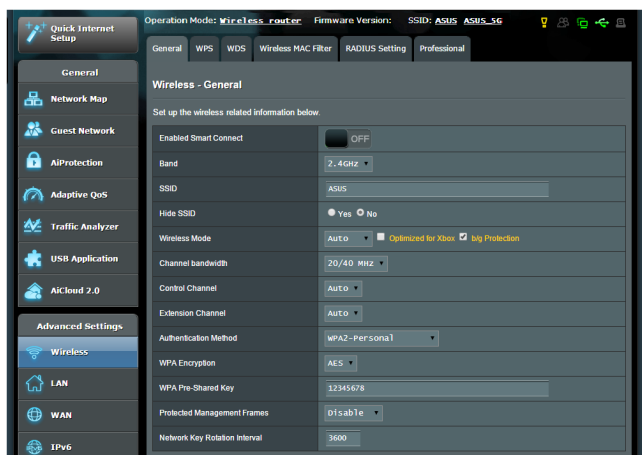 Quick Internet
Setup
Operation Mode: Wireless router Firmware Version: SSID: ASUS ASUS_5G
General WPS WDS Wireless MAC Filter RADIUS Setting Professional
General
Network Map
Guest Network
AiProtection
Adaptive QoS
Traffic Analyzer
USB Application
AiCloud 2.0
Advanced Settings
Wireless
LAN
WAN
IPv6
Wireless - General
Set up the wireless related information below.
Enabled Smart Connect OFF
Band 2.4GHz
SSID ASUS
Hide SSID Yes No
Wireless Mode Auto Optimized for Xbox b/g Protection
Channel bandwidth 20/40 MHz
Control Channel Auto
Extension Channel Auto
Authentication Method WPA2-Personal
WPA Encryption AES
WPA Pre-Shared Key 12345678
Protected Management Frames Disable
Network Key Rotation Interval 3600